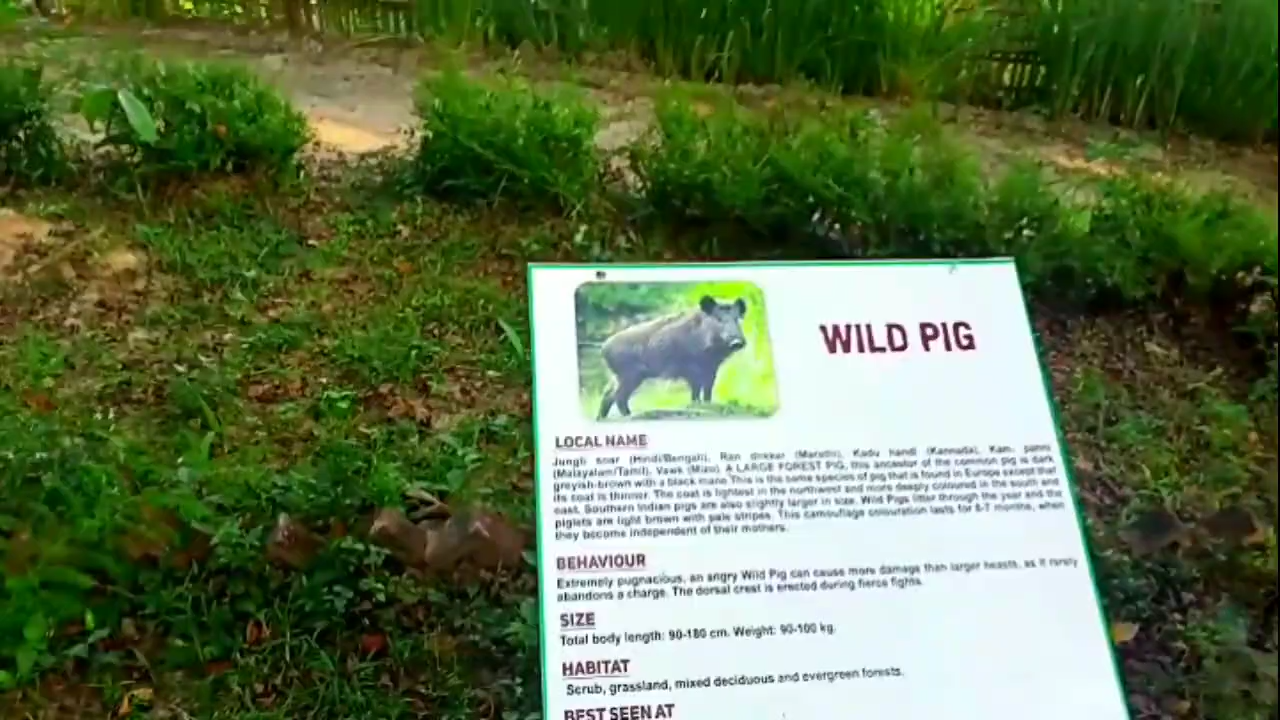 WILD PIG
LOCAL NAME
Jungli suar (Hindi/Bengali), Ran dukkar (Marathi), Kadu handi (Kannada), Kam, panni
(Malayalam/Tamil), Vawk (Mizo) A LARGE FOREST PIG, this ancestor of the common pig is dark
greyish-brown with a black mane This is the same species of pig that is found in Europe except that
its coat is thinner. The coat is lightest in the northwest and more deeply coloured in the south and
east. Southern Indian pigs are also slightly larger in size. Wild Pigs litter through the year and the
piglets are light brown with pale stripes. This camouflage colouration lasts for 6-7 months, when
they become independent of their mothers.
BEHAVIOUR
Extremely pugnacious, an angry Wild Pig can cause more damage than larger beasts, as it rarely
abandons a charge. The dorsal crest is erected during fierce fights.
SIZE
Total body length: 90-180 cm. Weight: 90-100 kg.
HABITAT
Scrub, grassland, mixed deciduous and evergreen forests.
BEST SEEN AT